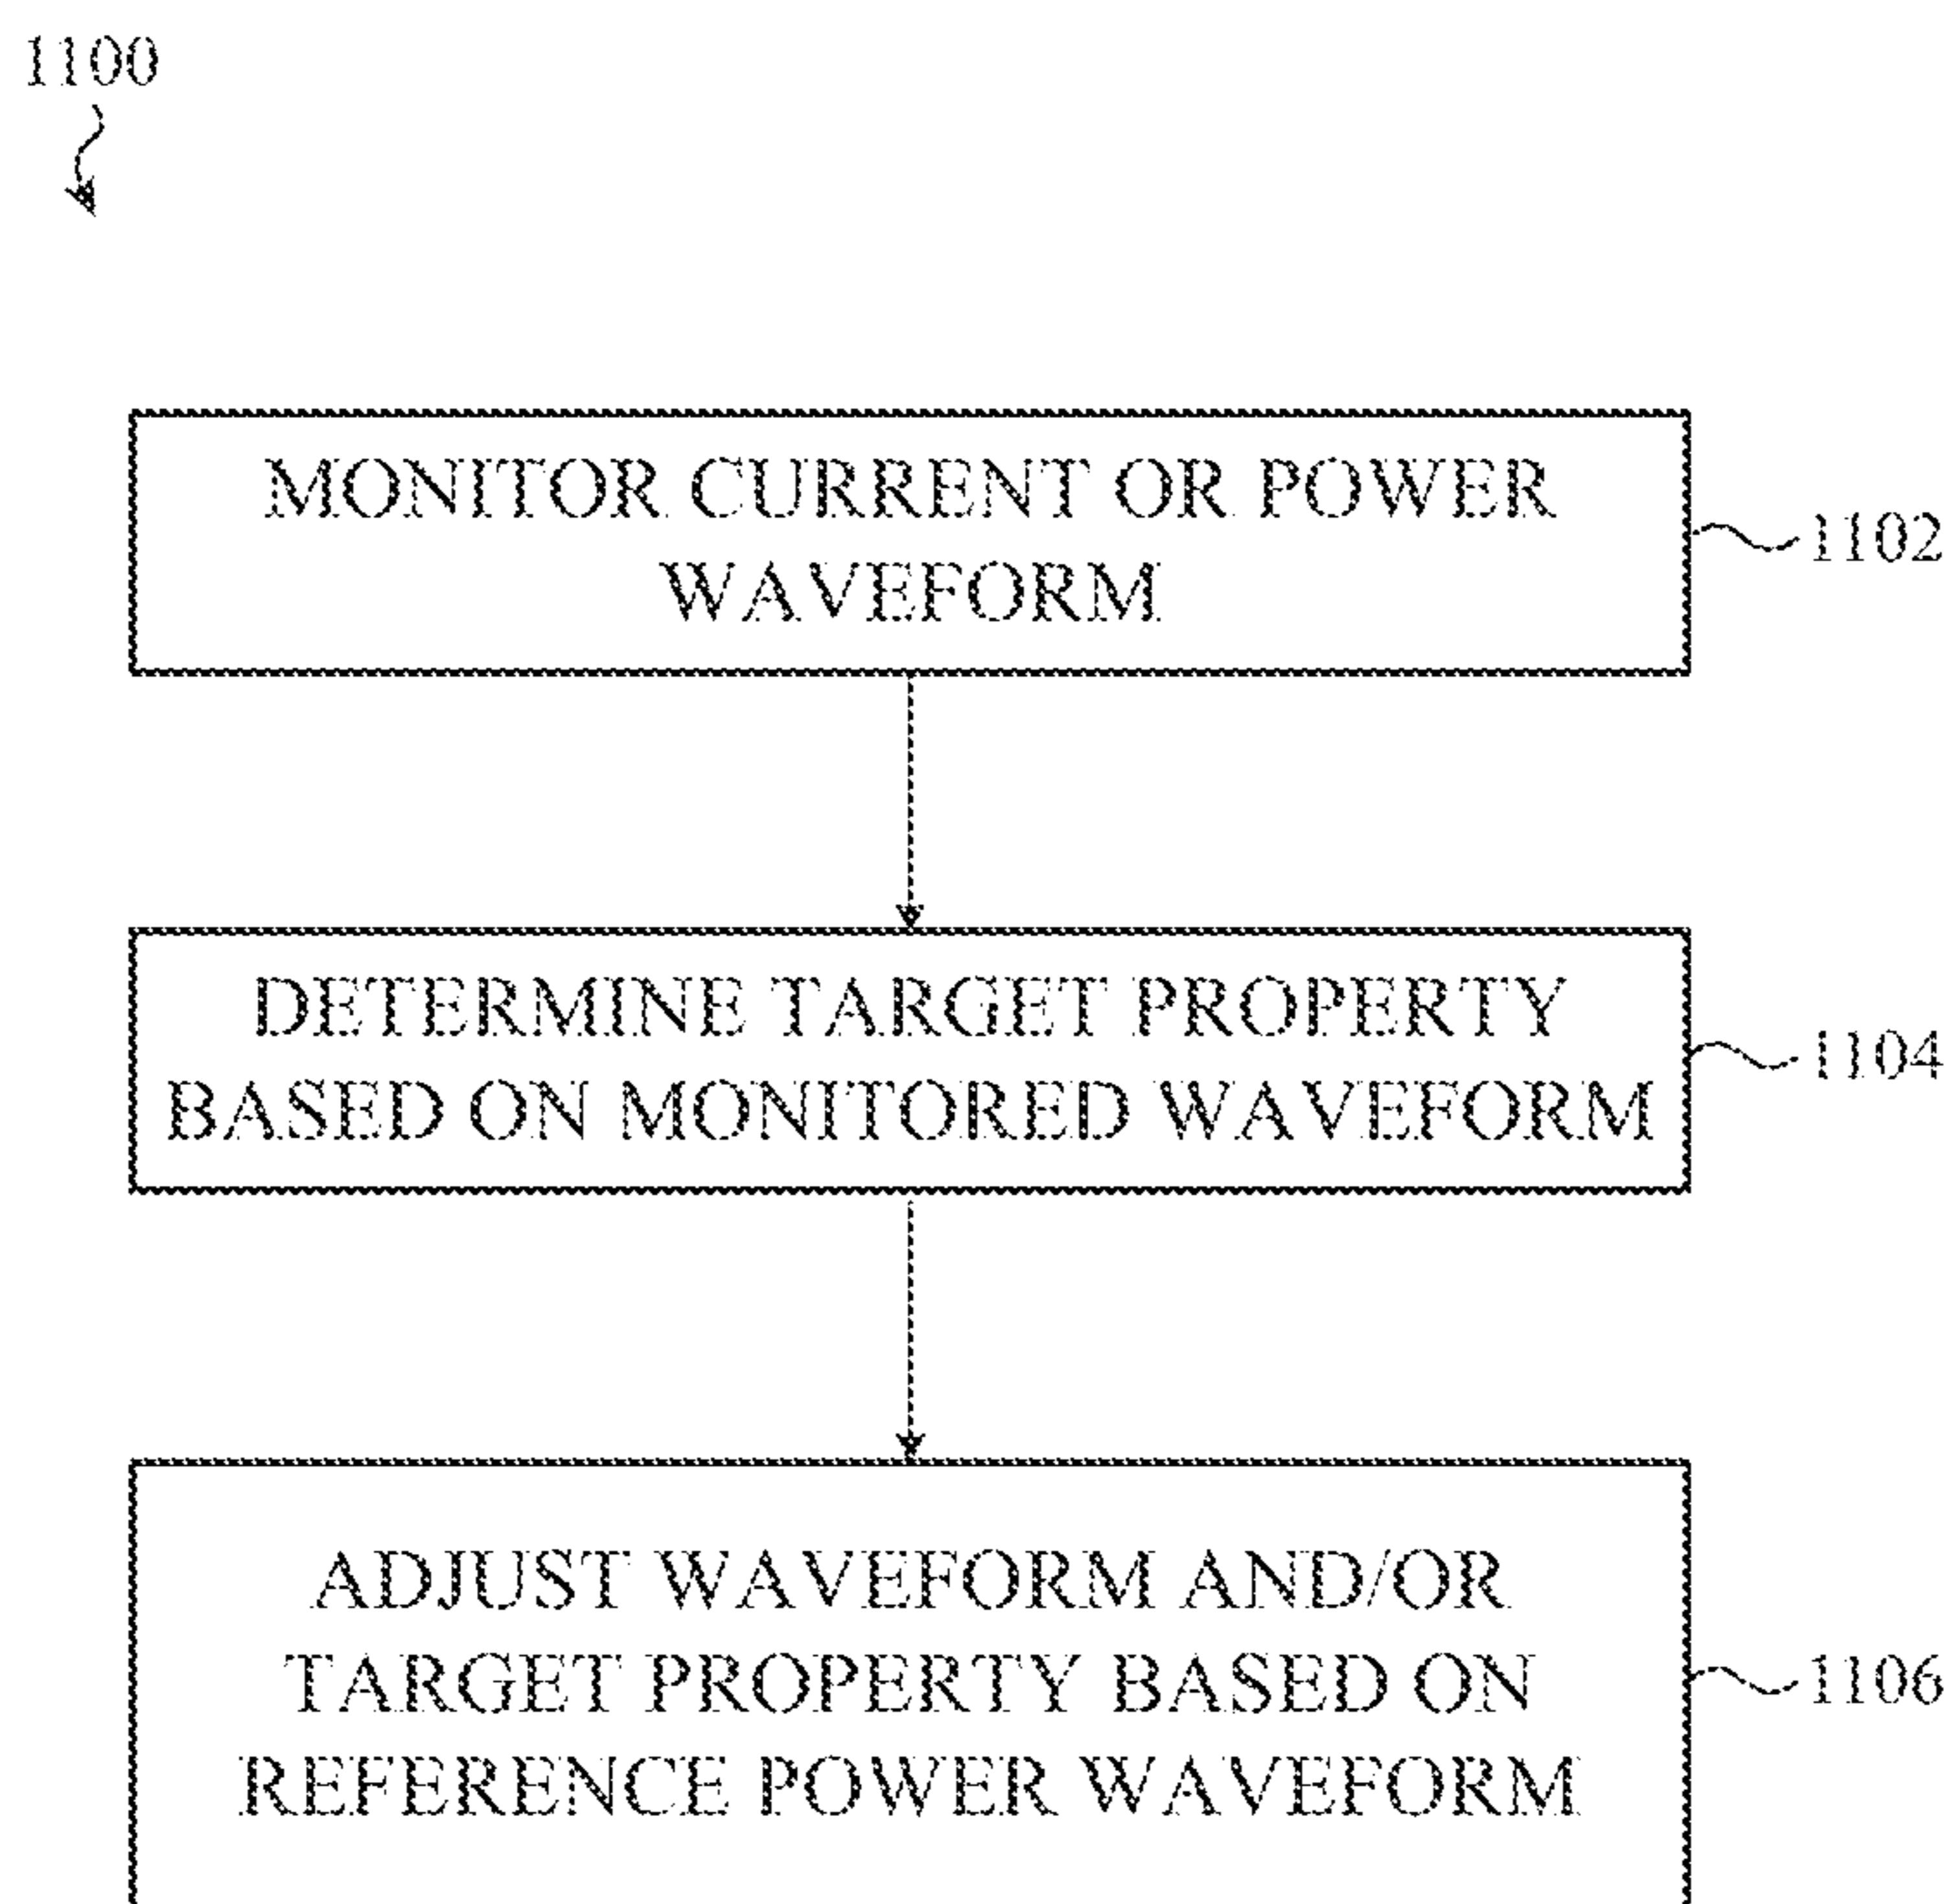 1100
MONITOR CURRENT OR POWER
WAVEFORM
1102
DETERMINE TARGET PROPERTY
BASED ON MONITORED WAVEFORM
1104
ADJUST WAVEFORM AND/OR
TARGET PROPERTY BASED ON
REFERENCE POWER WAVEFORM
1106